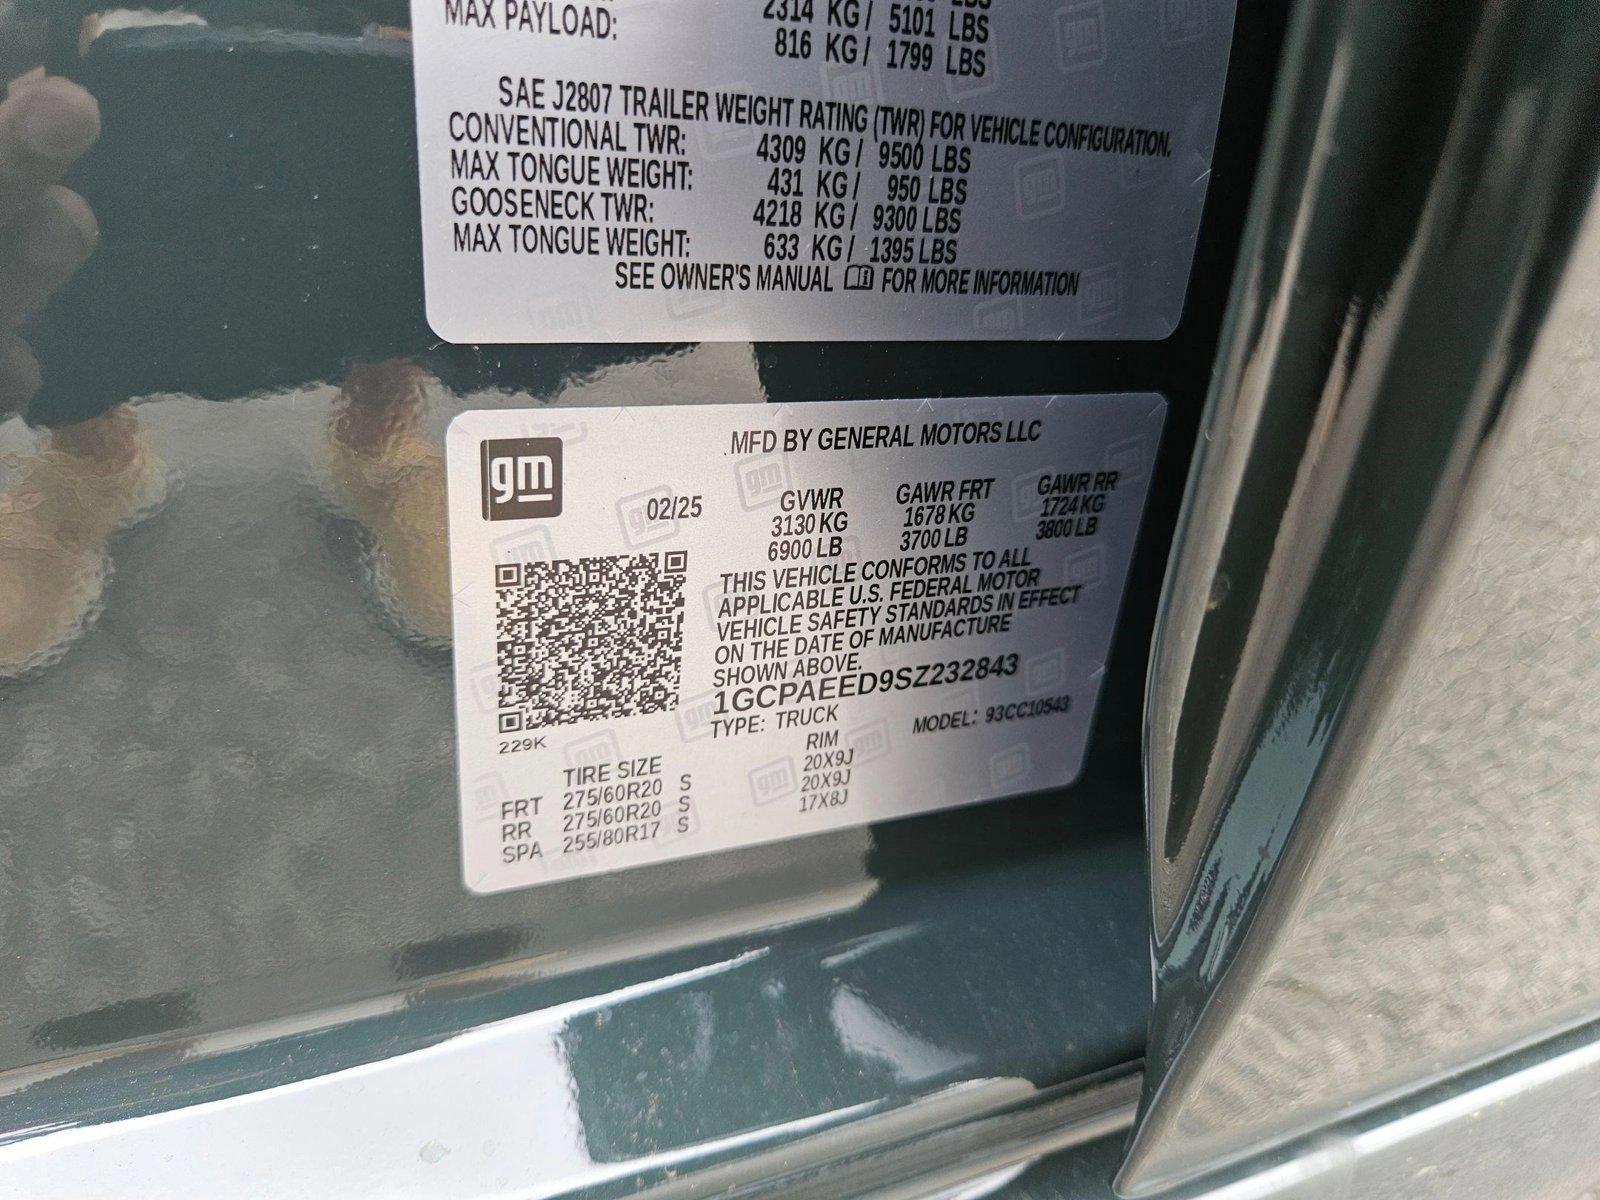 2314 KG/ 5101 LBS
MAX PAYLOAD: 816 KG/ 1799 LBS
SAE J2807 TRAILER WEIGHT RATING (TWR) FOR VEHICLE CONFIGURATION.
CONVENTIONAL TWR: 4309 KG/ 9500 LBS
MAX TONGUE WEIGHT: 431 KG/ 950 LBS
GOOSENECK TWR: 4218 KG/ 9300 LBS
MAX TONGUE WEIGHT: 633 KG/ 1395 LBS
SEE OWNER'S MANUAL FOR MORE INFORMATION
gm
MFD BY GENERAL MOTORS LLC
02/25 GVWR GAWR FRT GAWR RR
3130 KG 1678 KG 1724 KG
6900 LB 3700 LB 3800 LB
THIS VEHICLE CONFORMS TO ALL
APPLICABLE U.S. FEDERAL MOTOR
VEHICLE SAFETY STANDARDS IN EFFECT
ON THE DATE OF MANUFACTURE
SHOWN ABOVE.
1GCPAEED9SZ232843
TYPE: TRUCK MODEL: 93CC10543
229K
TIRE SIZE RIM
FRT 275/60R20 S 20X9J
RR 275/60R20 S 20X9J
SPA 255/80R17 S 17X8J